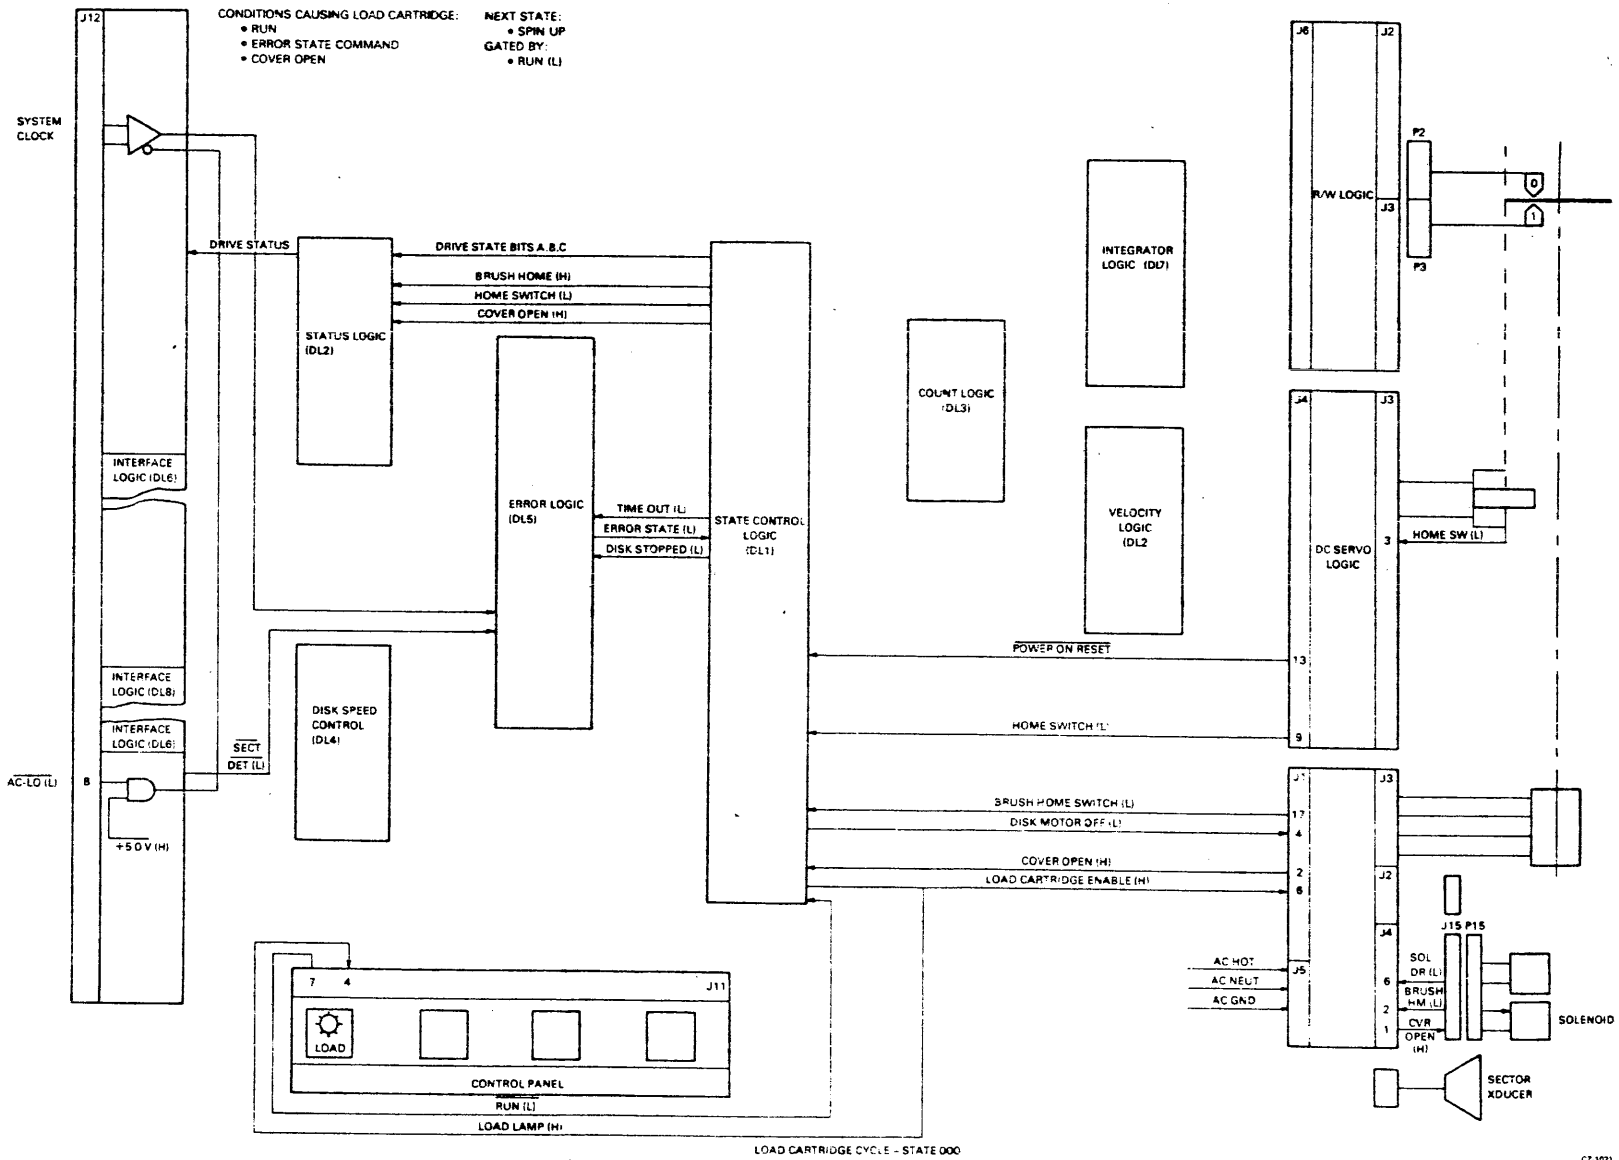 J12
CONDITIONS CAUSING LOAD CARTRIDGE:
• RUN
• ERROR STATE COMMAND
• COVER OPEN
NEXT STATE:
• SPIN UP
GATED BY:
• RUN (L)
SYSTEM
CLOCK
J6
J2
R/W LOGIC
J3
P2
P3
0
1
DRIVE STATUS
DRIVE STATE BITS A.B.C
BRUSH HOME (H)
HOME SWITCH (L)
COVER OPEN (H)
STATUS LOGIC
(DL2)
INTEGRATOR
LOGIC (DL7)
COUNT LOGIC
(DL3)
J4
J3
INTERFACE
LOGIC (DL6)
ERROR LOGIC
(DL5)
TIME OUT (L)
ERROR STATE (L)
DISK STOPPED (L)
STATE CONTROL
LOGIC
(DL1)
VELOCITY
LOGIC
(DL2
3
HOME SW (L)
DC SERVO
LOGIC
POWER ON RESET
13
INTERFACE
LOGIC (DL8)
INTERFACE
LOGIC (DL6)
DISK SPEED
CONTROL
(DL4)
HOME SWITCH (L)
9
SECT
DET (L)
AC-LO (L)
8
+5.0 V (H)
J1
J3
BRUSH HOME SWITCH (L)
17
DISK MOTOR OFF (L)
4
COVER OPEN (H)
2
LOAD CARTRIDGE ENABLE (H)
6
J2
J4
J15
P15
AC HOT
J5
AC NEUT
AC GND
SOL
DR (L)
6
BRUSH
HM (L)
2
1
CVR
OPEN
(H)
SOLENOID
7
4
J11
LOAD
CONTROL PANEL
RUN (L)
LOAD LAMP (H)
SECTOR
XDUCER
LOAD CARTRIDGE CYCLE – STATE 000